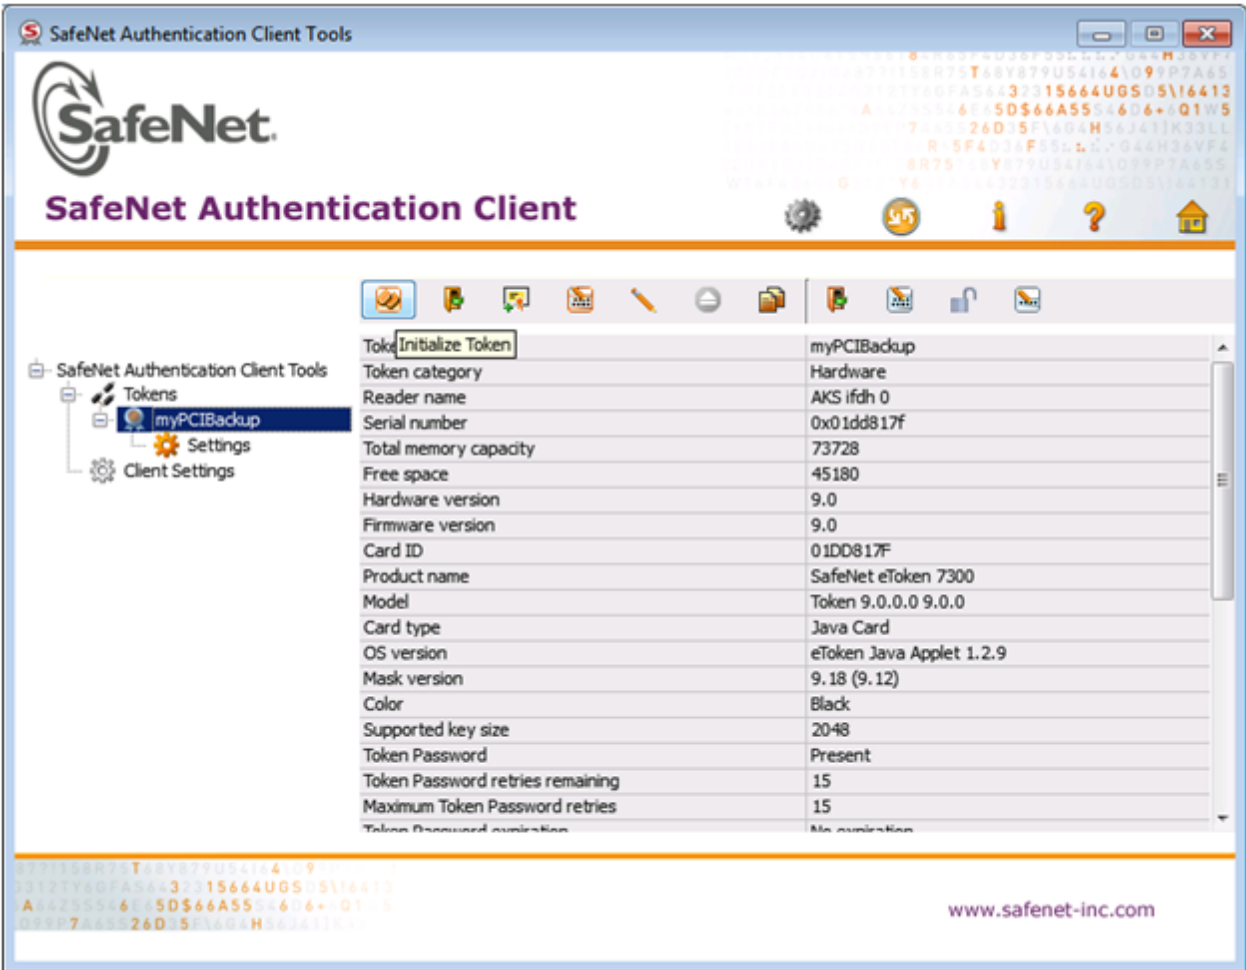 SafeNet Authentication Client Tools
SafeNet.
SafeNet Authentication Client
Initialize Token
SafeNet Authentication Client Tools
Tokens
myPCIBackup
Settings
Client Settings
myPCIBackup
Token category Hardware
Reader name AKS ifdh 0
Serial number 0x01dd817f
Total memory capacity 73728
Free space 45180
Hardware version 9.0
Firmware version 9.0
Card ID 01DD817F
Product name SafeNet eToken 7300
Model Token 9.0.0.0 9.0.0
Card type Java Card
OS version eToken Java Applet 1.2.9
Mask version 9.18 (9.12)
Color Black
Supported key size 2048
Token Password Present
Token Password retries remaining 15
Maximum Token Password retries 15
Token Password expiration No expiration
www.safenet-inc.com